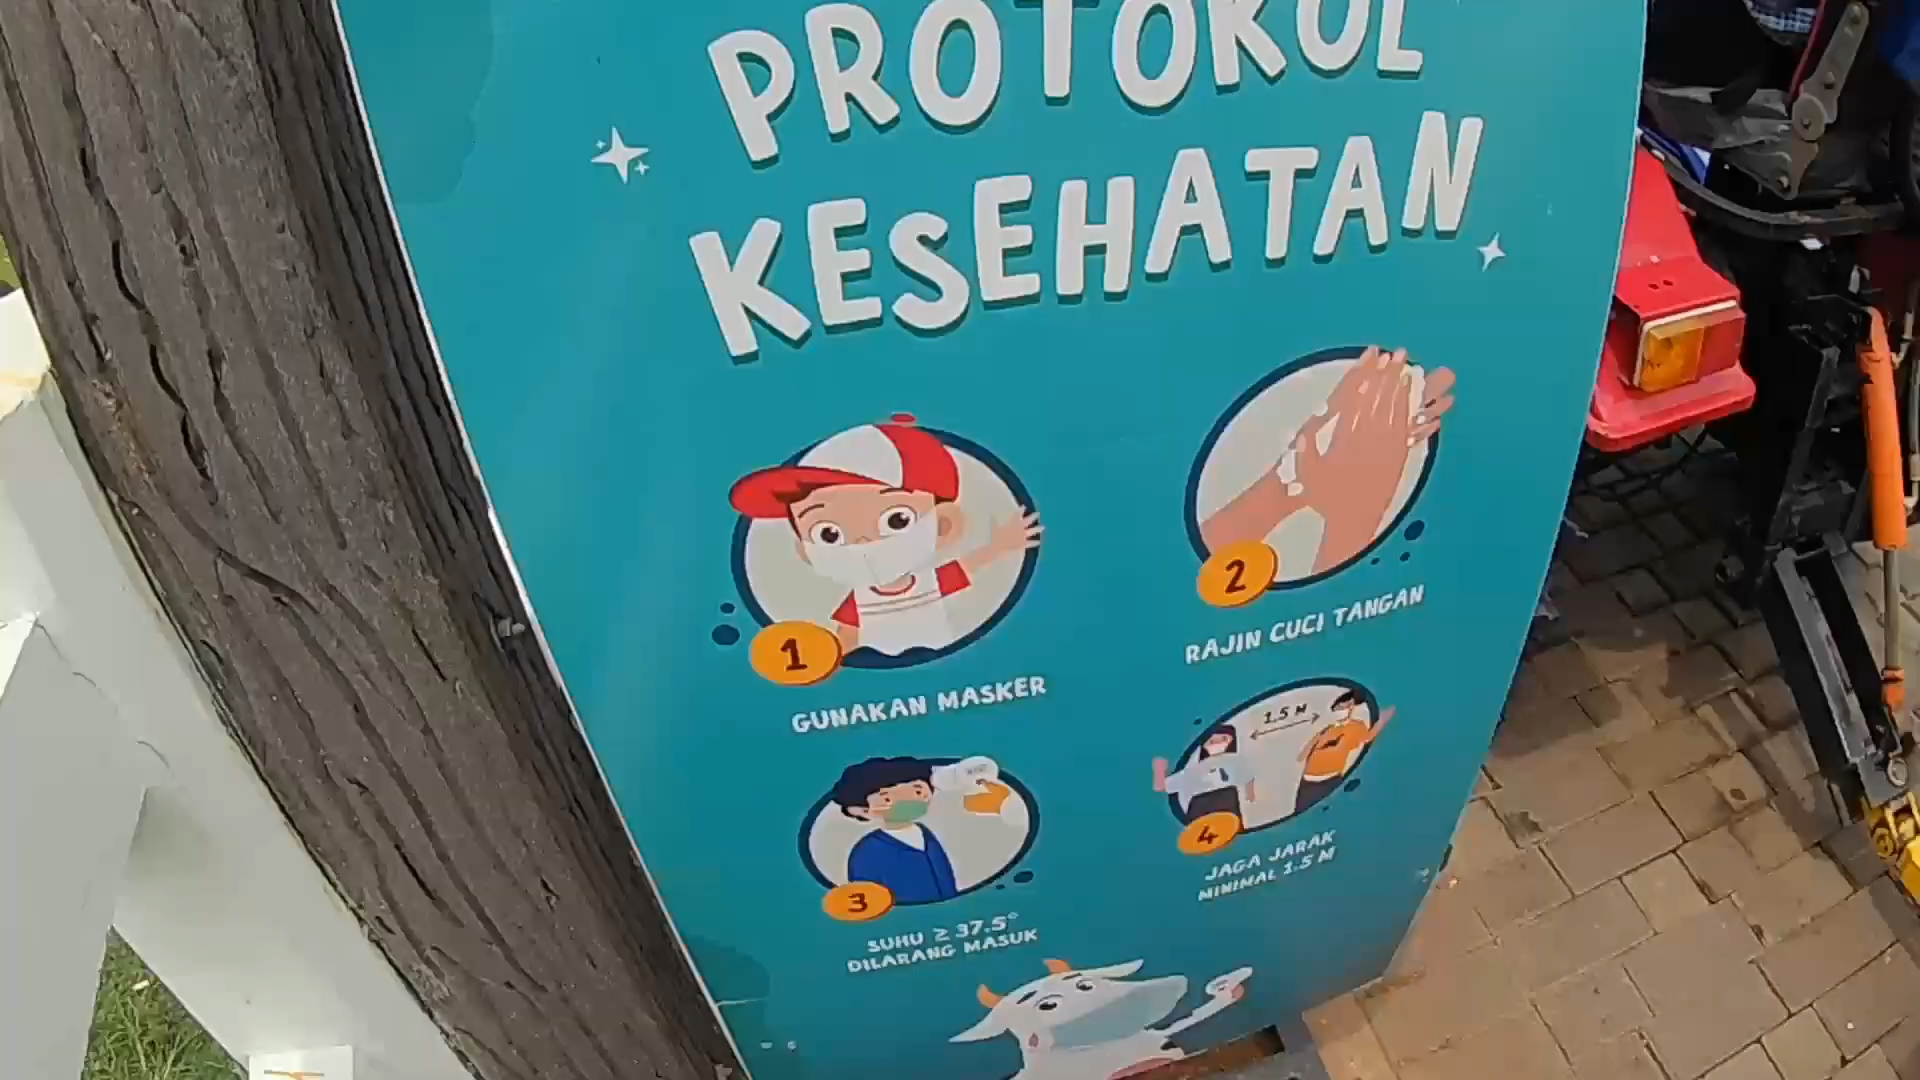 PROTOKOL
KESEHATAN
1
GUNAKAN MASKER
2
RAJIN CUCI TANGAN
3
SUHU ≥ 37.5°
DILARANG MASUK
1.5 M
4
JAGA JARAK
MINIMAL 1.5 M